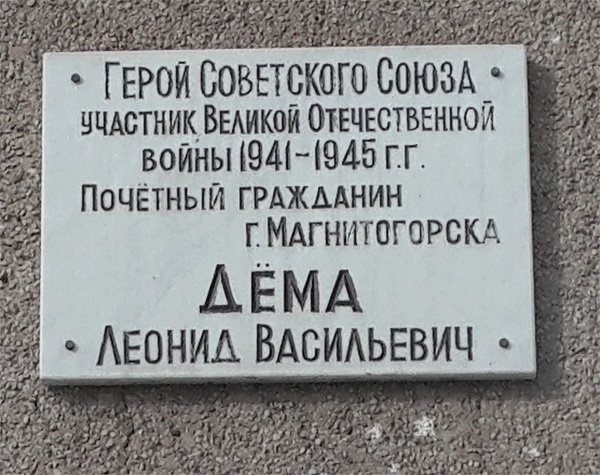 ГЕРОЙ СОВЕТСКОГО СОЮЗА
УЧАСТНИК ВЕЛИКОЙ ОТЕЧЕСТВЕННОЙ
ВОЙНЫ 1941-1945 Г.Г.
ПОЧЁТНЫЙ ГРАЖДАНИН
Г. МАГНИТОГОРСКА
ДЁМА
ЛЕОНИД ВАСИЛЬЕВИЧ